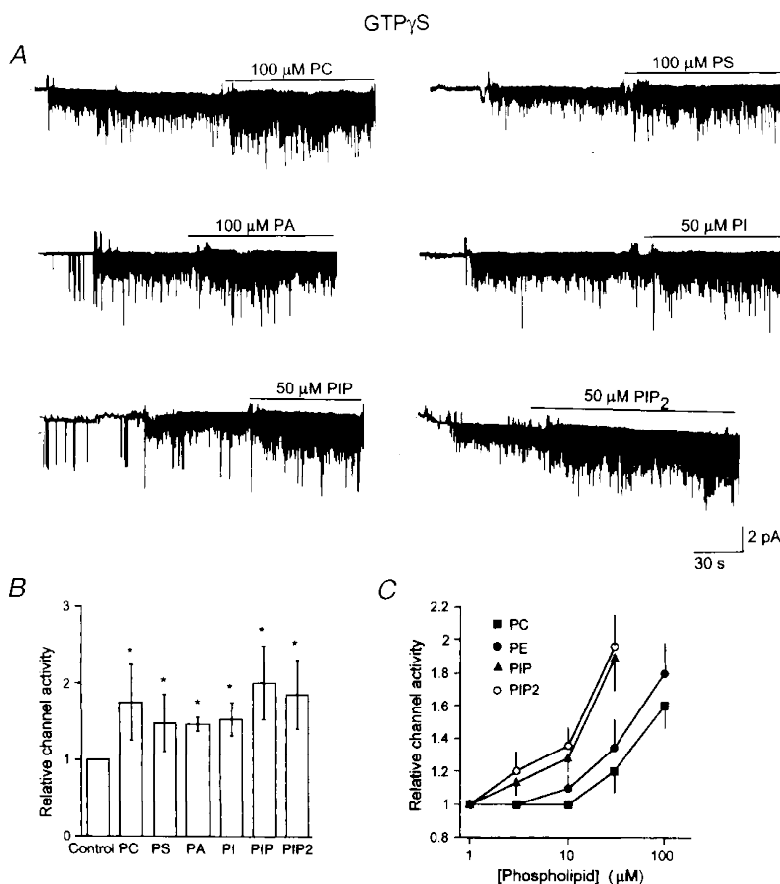 GTPγS
A
100 μM PC
100 μM PS
100 μM PA
50 μM PI
50 μM PIP
50 μM PIP2
2 pA
30 s
B
Relative channel activity
3
2
1
0
* * * * * *
Control PC PS PA PI PIP PIP2
C
Relative channel activity
2.2
2
1.8
1.6
1.4
1.2
1
0.8
PC
PE
PIP
PIP2
1 10 100
[Phospholipid] (μM)